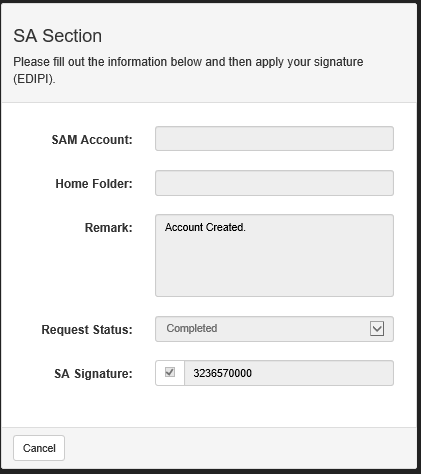 SA Section
Please fill out the information below and then apply your signature
(EDIPI).
SAM Account:
Home Folder:
Remark:
Account Created.
Request Status:
Completed
SA Signature:
3236570000
Cancel